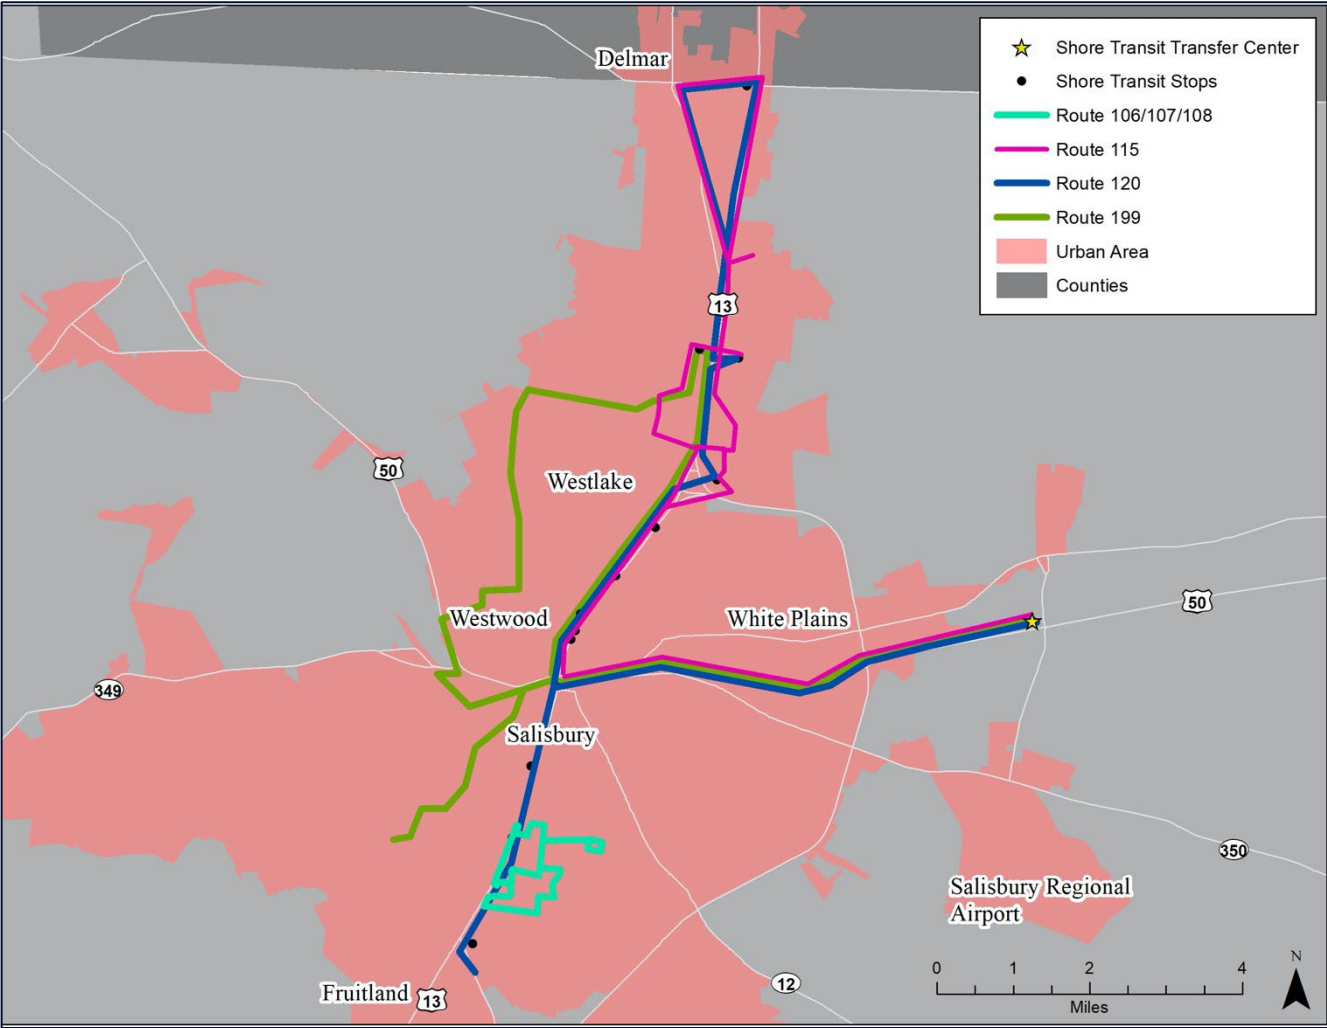 Delmar
Shore Transit Transfer Center
Shore Transit Stops
Route 106/107/108
Route 115
Route 120
Route 199
Urban Area
Counties
13
50
Westlake
50
Westwood
White Plains
349
Salisbury
350
Salisbury Regional
Airport
Fruitland
13
12
0 1 2 4
Miles
N